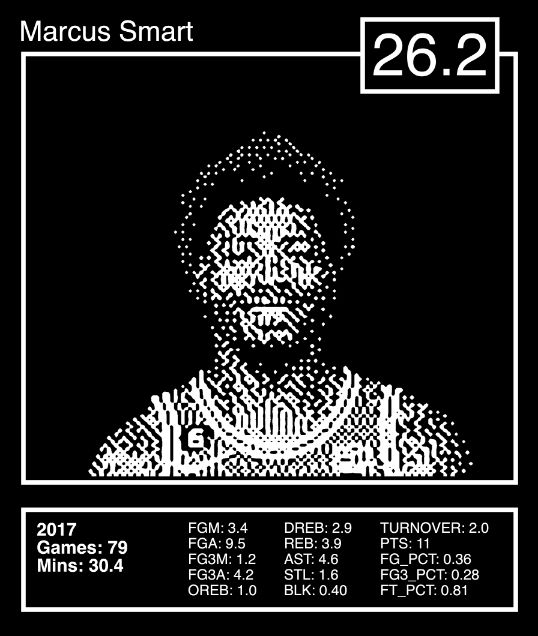 Marcus Smart
26.2
6
2017
Games: 79
Mins: 30.4
FGM: 3.4
FGA: 9.5
FG3M: 1.2
FG3A: 4.2
OREB: 1.0
DREB: 2.9
REB: 3.9
AST: 4.6
STL: 1.6
BLK: 0.40
TURNOVER: 2.0
PTS: 11
FG_PCT: 0.36
FG3_PCT: 0.28
FT_PCT: 0.81